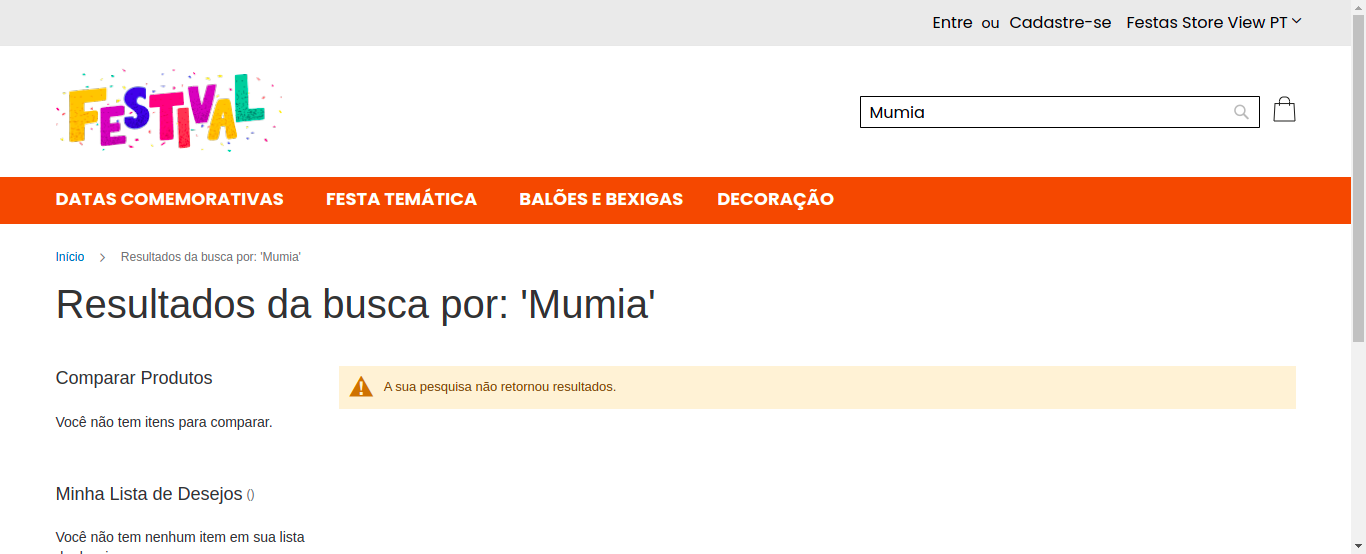 Entre ou Cadastre-se Festas Store View PT
FESTIVAL
Mumia
DATAS COMEMORATIVAS FESTA TEMÁTICA BALÕES E BEXIGAS DECORAÇÃO
Início Resultados da busca por: 'Mumia'
Resultados da busca por: 'Mumia'
Comparar Produtos
A sua pesquisa não retornou resultados.
Você não tem itens para comparar.
Minha Lista de Desejos ()
Você não tem nenhum item em sua lista